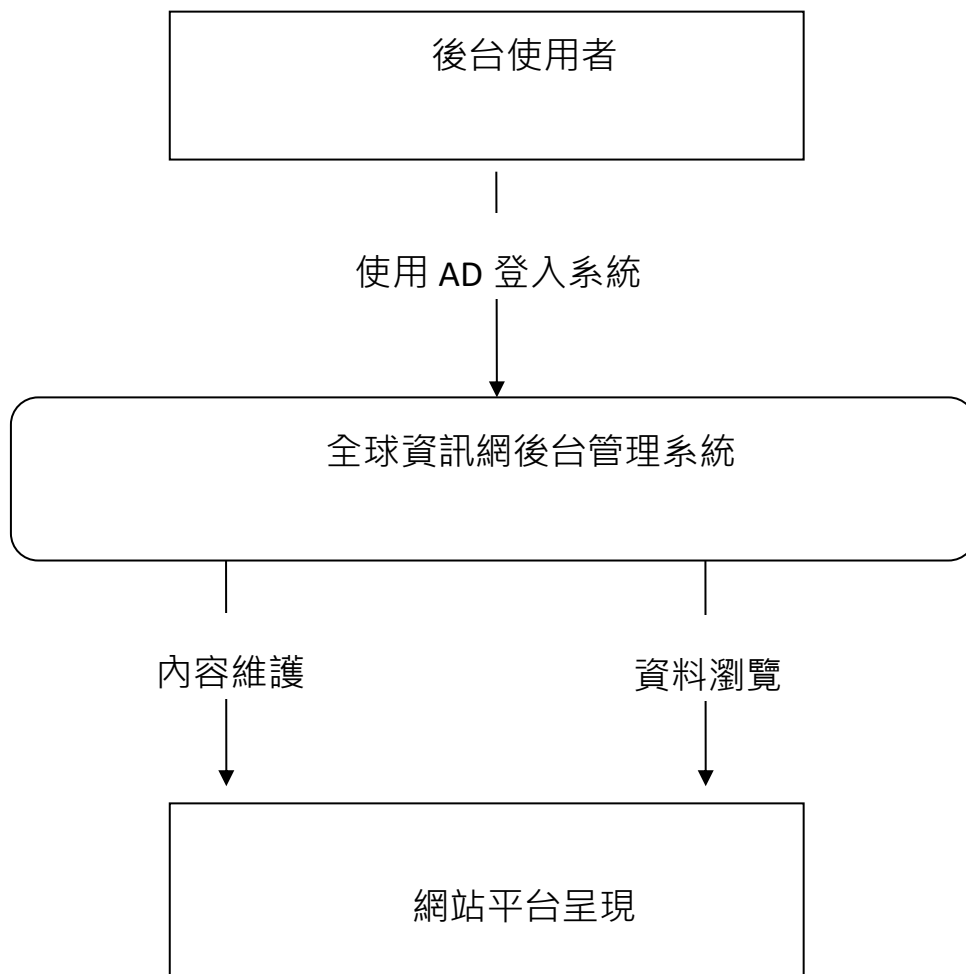 後台使用者
使用 AD 登入系統
全球資訊網後台管理系統
內容維護
資料瀏覽
網站平台呈現